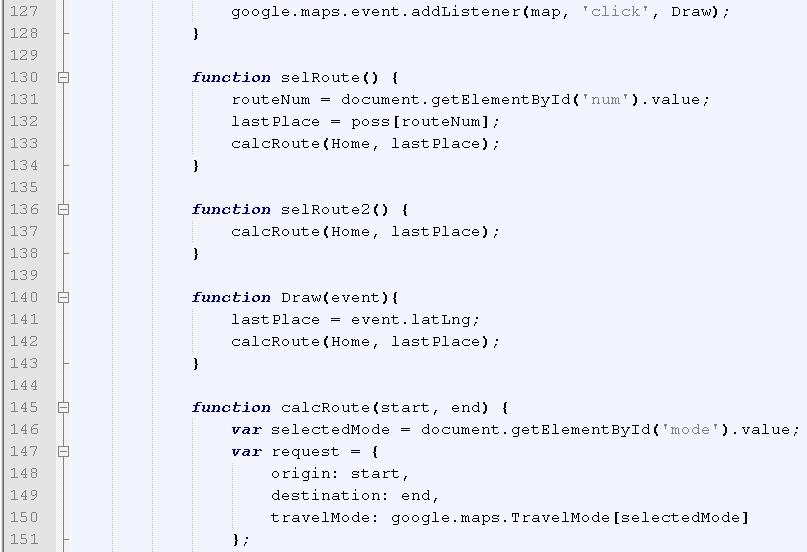 127 google.maps.event.addListener(map, 'click', Draw);
128 }
129
130 function selRoute() {
131 routeNum = document.getElementById('num').value;
132 lastPlace = poss[routeNum];
133 calcRoute(Home, lastPlace);
134 }
135
136 function selRoute2() {
137 calcRoute(Home, lastPlace);
138 }
139
140 function Draw(event){
141 lastPlace = event.latLng;
142 calcRoute(Home, lastPlace);
143 }
144
145 function calcRoute(start, end) {
146 var selectedMode = document.getElementById('mode').value;
147 var request = {
148 origin: start,
149 destination: end,
150 travelMode: google.maps.TravelMode[selectedMode]
151 };